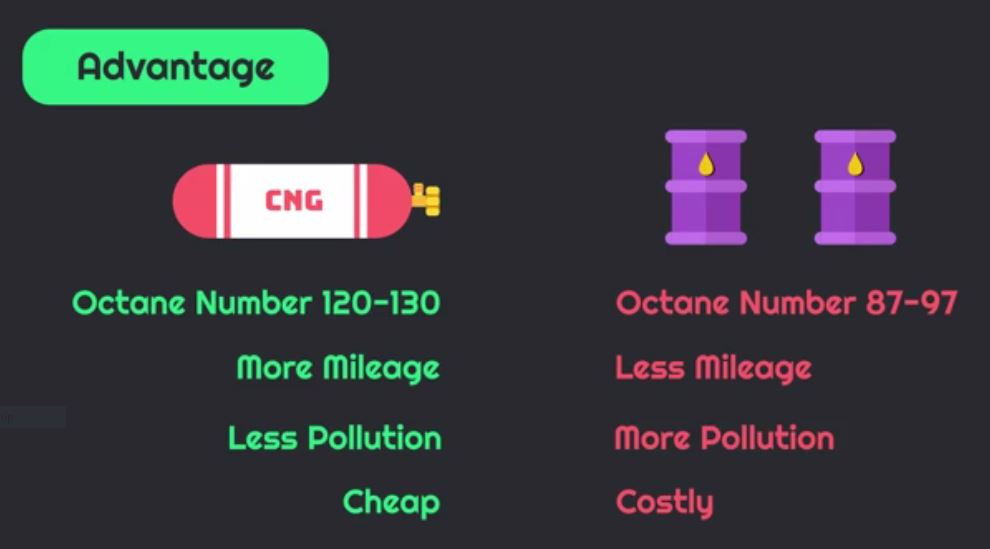 Advantage
CNG
Octane Number 120-130
Octane Number 87-97
More Mileage
Less Mileage
Less Pollution
More Pollution
Cheap
Costly